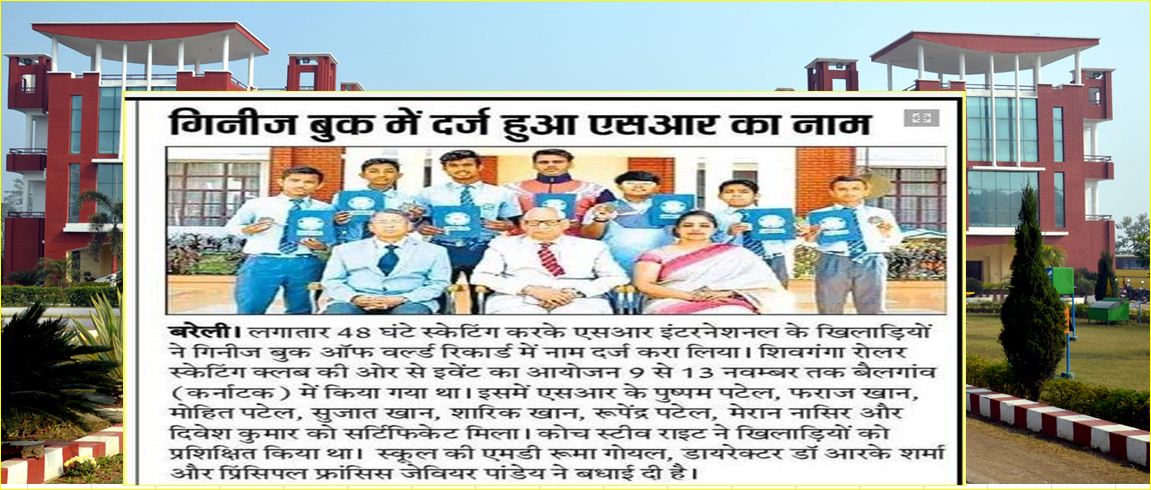 गिनीज बुक में दर्ज हुआ एसआर का नाम
बरेली। लगातार 48 घंटे स्केटिंग करके एसआर इंटरनेशनल के खिलाड़ियों
ने गिनीज बुक ऑफ वर्ल्ड रिकार्ड में नाम दर्ज करा लिया। शिवगंगा रोलर
स्केटिंग क्लब की ओर से इवेंट का आयोजन 9 से 13 नवम्बर तक बैलगांव
(कर्नाटक) में किया गया था। इसमें एसआर के पुष्पम पटेल, फराज खान,
मोहित पटेल, सुजात खान, शारिक खान, रूपेंद्र पटेल, मेरान नासिर और
दिवेश कुमार को सर्टिफिकेट मिला। कोच स्टीव राइट ने खिलाड़ियों को
प्रशिक्षित किया था। स्कूल की एमडी रूमा गोयल, डायरेक्टर डॉ आरके शर्मा
और प्रिंसिपल फ्रांसिस जेवियर पांडेय ने बधाई दी है।